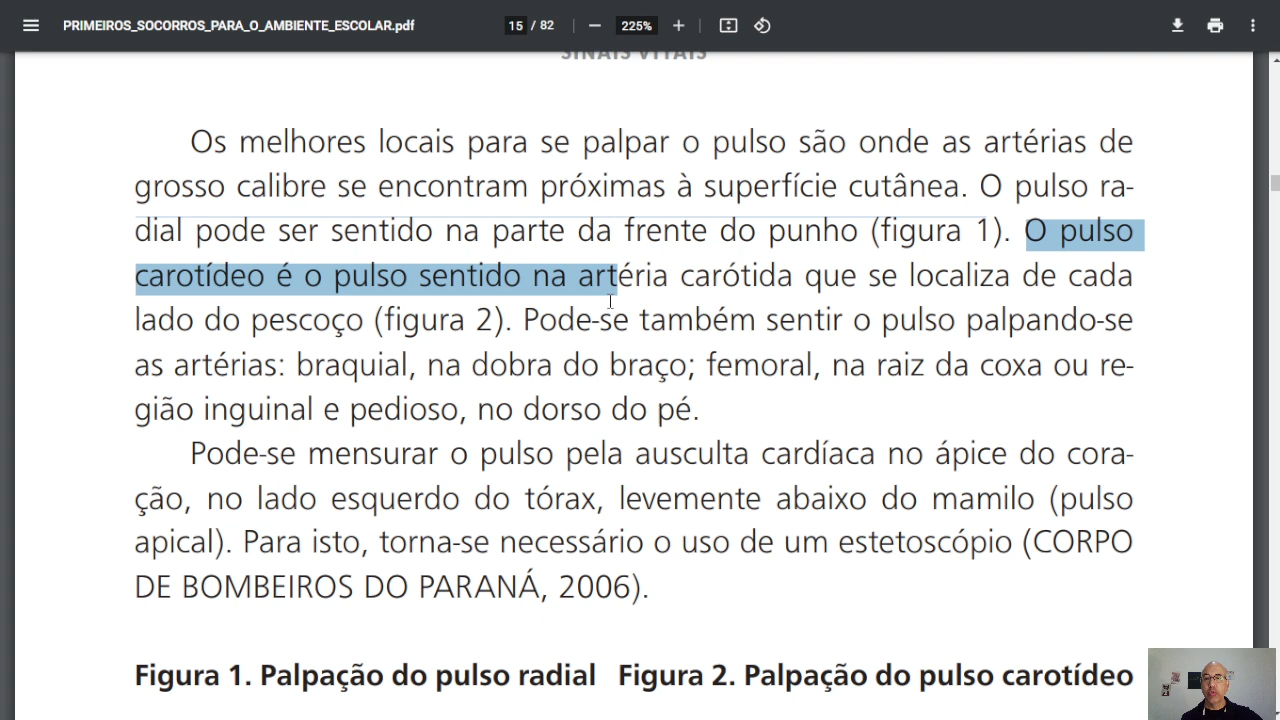 PRIMEIROS_SOCORROS_PARA_O_AMBIENTE_ESCOLAR.pdf
15 / 82
225%
SINAIS VITAIS
Os melhores locais para se palpar o pulso são onde as artérias de
grosso calibre se encontram próximas à superfície cutânea. O pulso ra-
dial pode ser sentido na parte da frente do punho (figura 1). O pulso
carotídeo é o pulso sentido na artéria carótida que se localiza de cada
lado do pescoço (figura 2). Pode-se também sentir o pulso palpando-se
as artérias: braquial, na dobra do braço; femoral, na raiz da coxa ou re-
gião inguinal e pedioso, no dorso do pé.
Pode-se mensurar o pulso pela ausculta cardíaca no ápice do cora-
ção, no lado esquerdo do tórax, levemente abaixo do mamilo (pulso
apical). Para isto, torna-se necessário o uso de um estetoscópio (CORPO
DE BOMBEIROS DO PARANÁ, 2006).
Figura 1. Palpação do pulso radial Figura 2. Palpação do pulso carotídeo